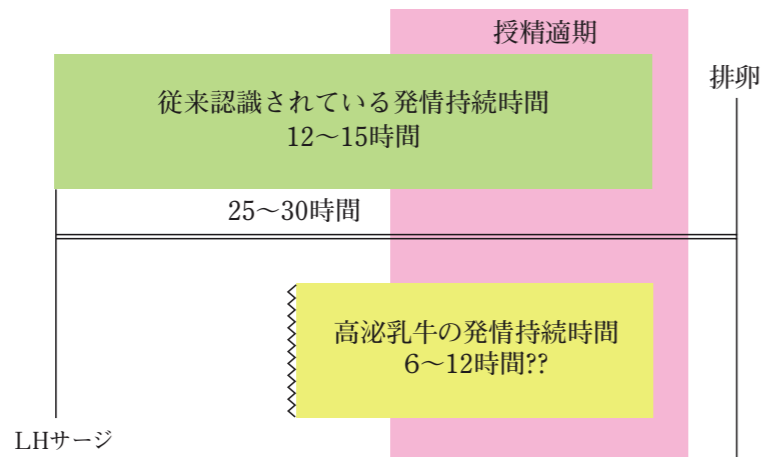 授精適期
排卵
従来認識されている発情持続時間
12〜15時間
25〜30時間
高泌乳牛の発情持続時間
6〜12時間??
LHサージ